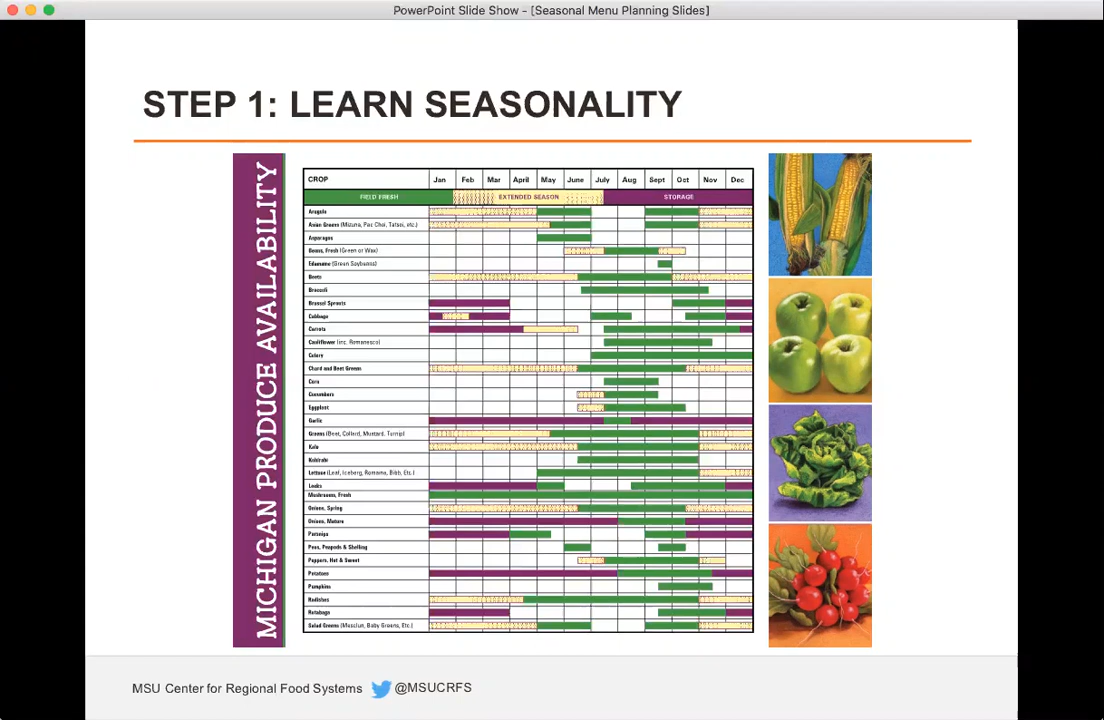 PowerPoint Slide Show - [Seasonal Menu Planning Slides]
STEP 1: LEARN SEASONALITY
MICHIGAN PRODUCE AVAILABILITY
CROP Jan Feb Mar April May June July Aug Sept Oct Nov Dec
FIELD FRESH EXTENDED SEASON STORAGE
Arugula
Asian Greens (Mizuna, Pac Choi, Tatsoi, etc.)
Asparagus
Beans, Fresh (Green or Wax)
Edamame (Green Soybeans)
Beets
Broccoli
Brussel Sprouts
Cabbage
Carrots
Cauliflower (inc. Romanesco)
Celery
Chard and Beet Greens
Corn
Cucumbers
Eggplant
Garlic
Greens (Beet, Collard, Mustard, Turnip)
Kale
Kohlrabi
Lettuce (Leaf, Iceberg, Romaine, Bibb, Etc.)
Leeks
Mushrooms, Fresh
Onions, Spring
Onions, Mature
Parsnips
Peas, Peapods & Shelling
Peppers, Hot & Sweet
Potatoes
Pumpkins
Radishes
Rutabaga
Salad Greens (Mesclun, Baby Greens, Etc.)
MSU Center for Regional Food Systems @MSUCRFS